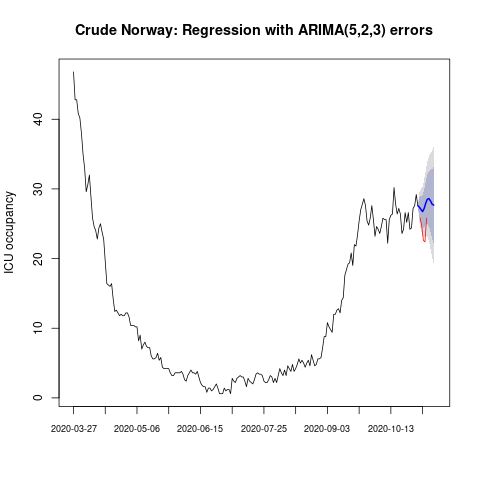 Crude Norway: Regression with ARIMA(5,2,3) errors
ICU occupancy
40
30
20
10
0
2020-03-27 2020-05-06 2020-06-15 2020-07-25 2020-09-03 2020-10-13